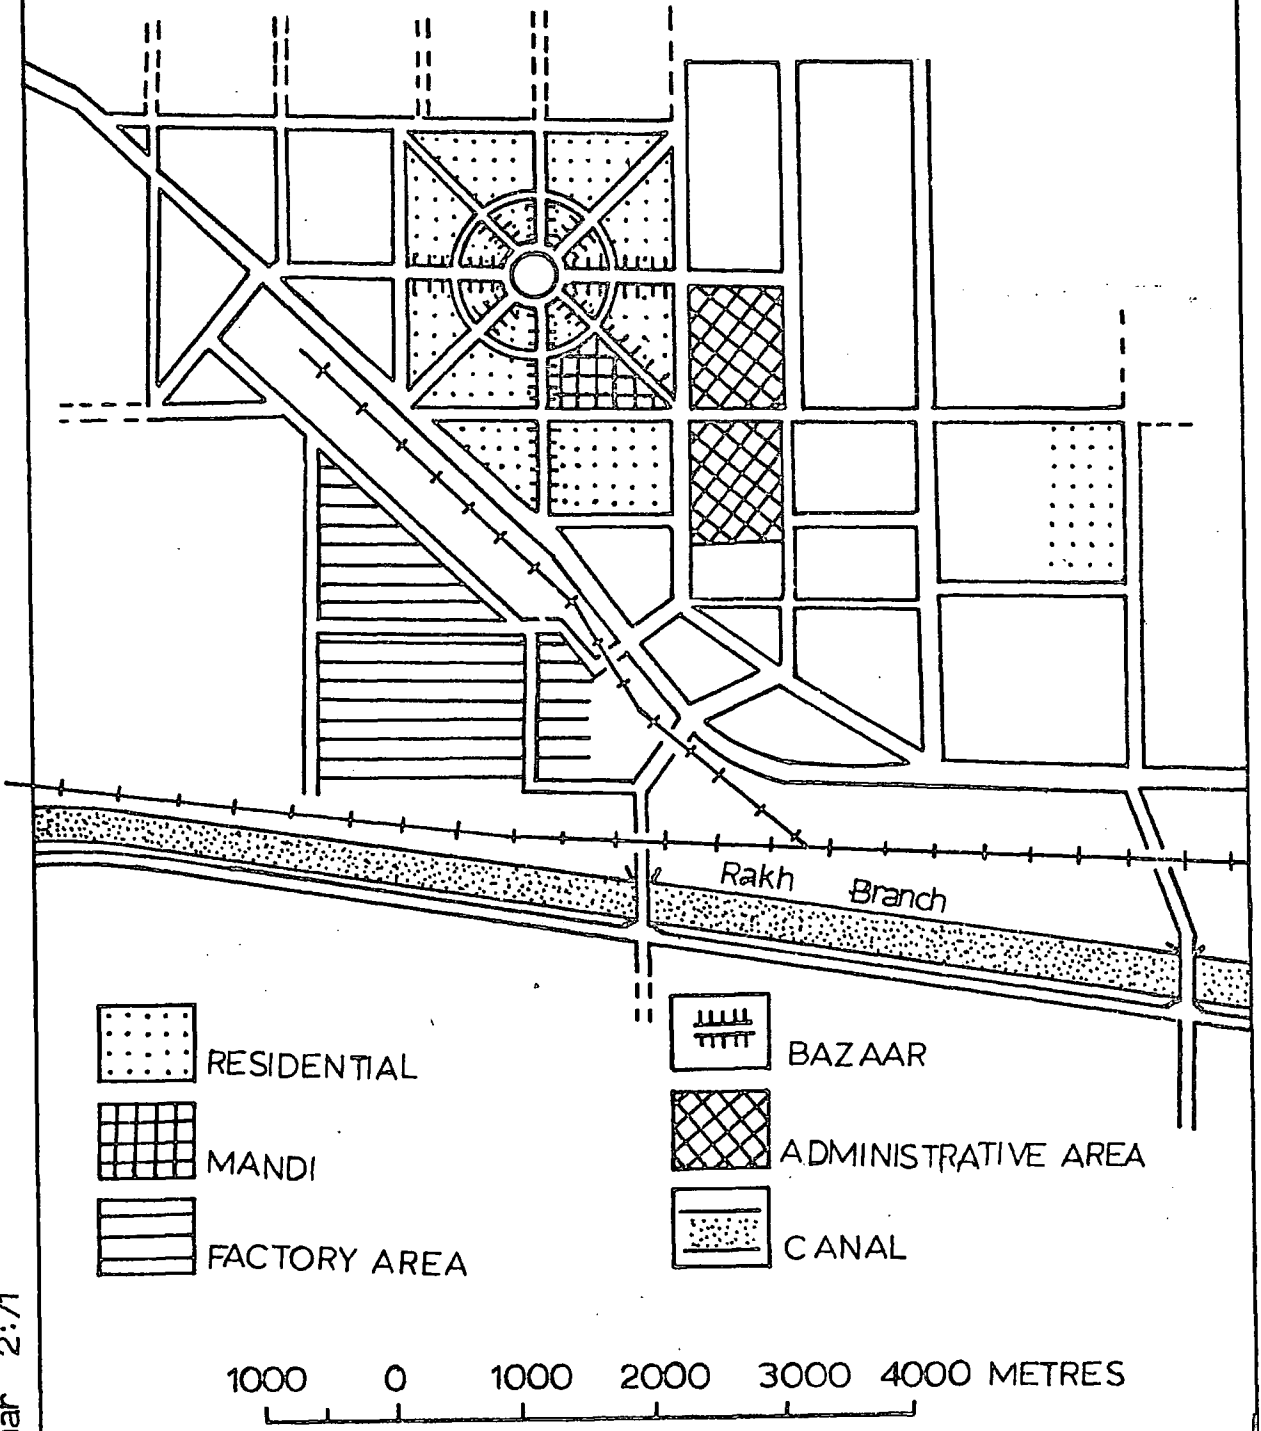 Rakh Branch
RESIDENTIAL
BAZAAR
MANDI
ADMINISTRATIVE AREA
FACTORY AREA
CANAL
1000 0 1000 2000 3000 4000 METRES